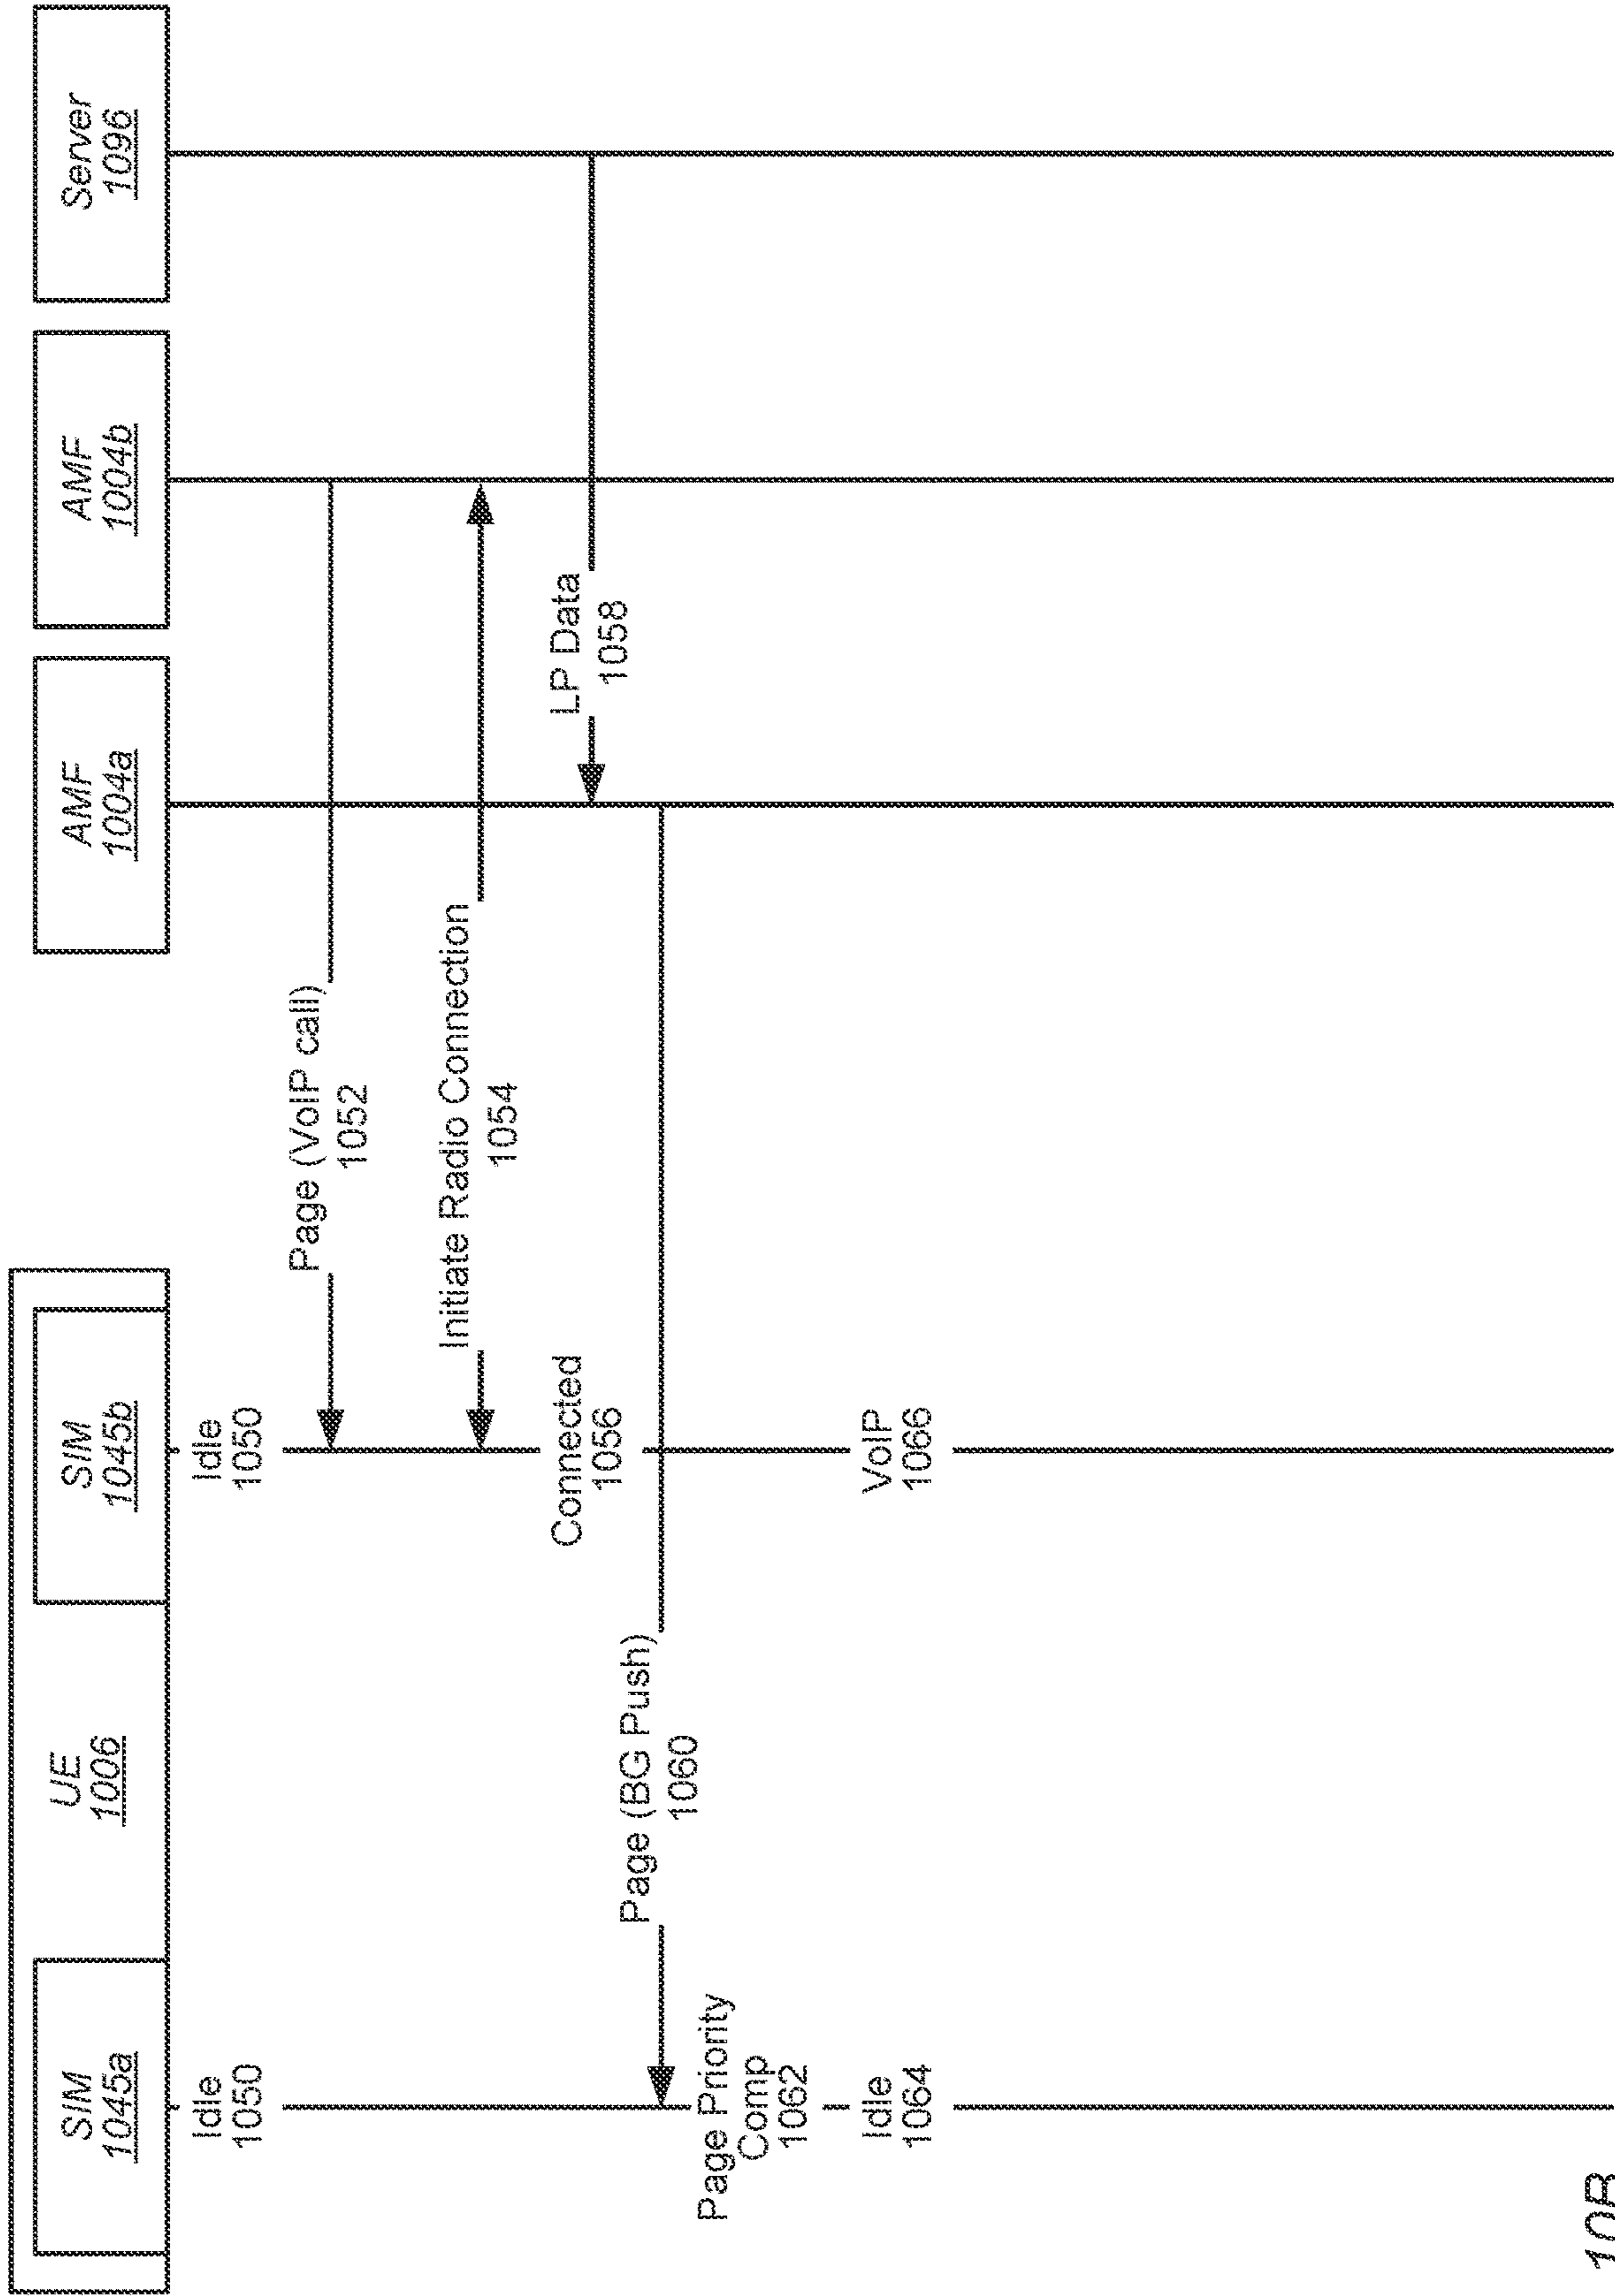 UE
1006
SIM
1045a
SIM
1045b
AMF
1004a
AMF
1004b
Server
1096
Idle
1050
Idle
1050
Page (VoIP call)
1052
Initiate Radio Connection
1054
Connected
1056
LP Data
1058
Page (BG Push)
1060
Page Priority
Comp
1062
Idle
1064
VoIP
1066
10B